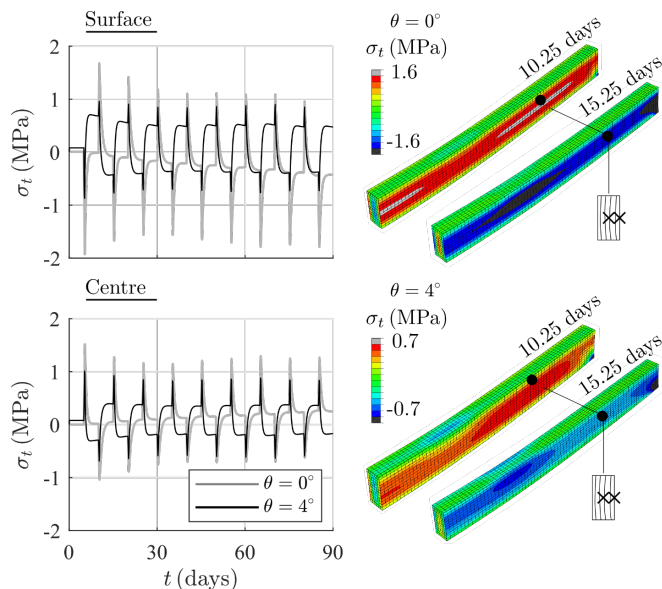 Surface
2
1
0
-1
-2
σt (MPa)
Centre
2
1
0
-1
-2
σt (MPa)
θ = 0°
θ = 4°
0 30 60 90
t (days)
θ = 0°
σt (MPa)
1.6
-1.6
10.25 days
15.25 days
θ = 4°
σt (MPa)
0.7
-0.7
10.25 days
15.25 days